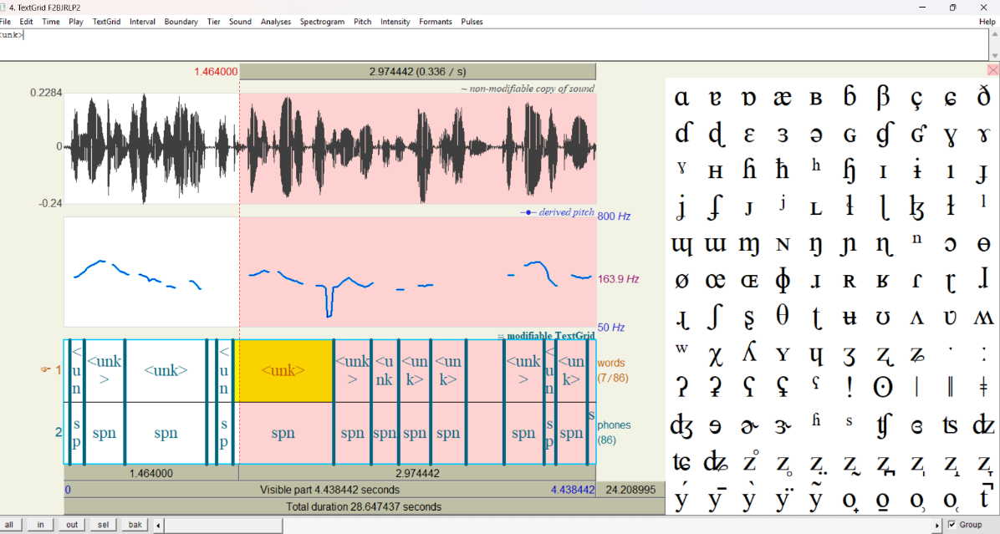 4. TextGrid F2BJRLP2
File Edit Time Play TextGrid Interval Boundary Tier Sound Analyses Spectrogram Pitch Intensity Formants Pulses Help
<unk>
1.464000 2.974442 (0.336 / s)
~ non-modifiable copy of sound
0.2284
0
-0.24
derived pitch
800 Hz
163.9 Hz
50 Hz
modifiable TextGrid
1 <un <unk> <unk> <un <unk> <unk> <unk> <unk> <unk> <unk> <un <unk> words (7/86)
2 sp spn spn sp spn spn spn spn spn spn sp spn s phones (86)
1.464000 2.974442
0 Visible part 4.438442 seconds 4.438442 24.208995
Total duration 28.647437 seconds
all in out sel bak Group
ɑ ɐ ɒ æ ʙ ɓ β ç ɕ ð
ɗ ɖ ɛ ɜ ə ɢ ɠ ʛ ɣ ɤ
ˠ ʜ ɦ ħ ʰ ɧ ɪ ɨ ı ɟ
ʝ ʄ ᴊ ʲ ʟ ɫ ɭ ɮ ɬ ˡ
ɰ ɯ ɱ ɴ ŋ ɲ ɳ ⁿ ɔ ɵ
ø œ ɶ ɸ ɹ ʀ ʁ ɾ ɽ ɺ
ɻ ʃ ʂ θ ʈ ʉ ʊ ʌ ʋ ʍ
ʷ χ ʎ ʏ ɥ ʒ ʐ ʑ ˑ ː
ʔ ʡ ʕ ʢ ˤ ! ʘ ǀ ǁ ǂ
ʤ ɘ ɚ ɝ ʱ ˢ ʧ ɞ ʦ ʣ
ʨ ʥ